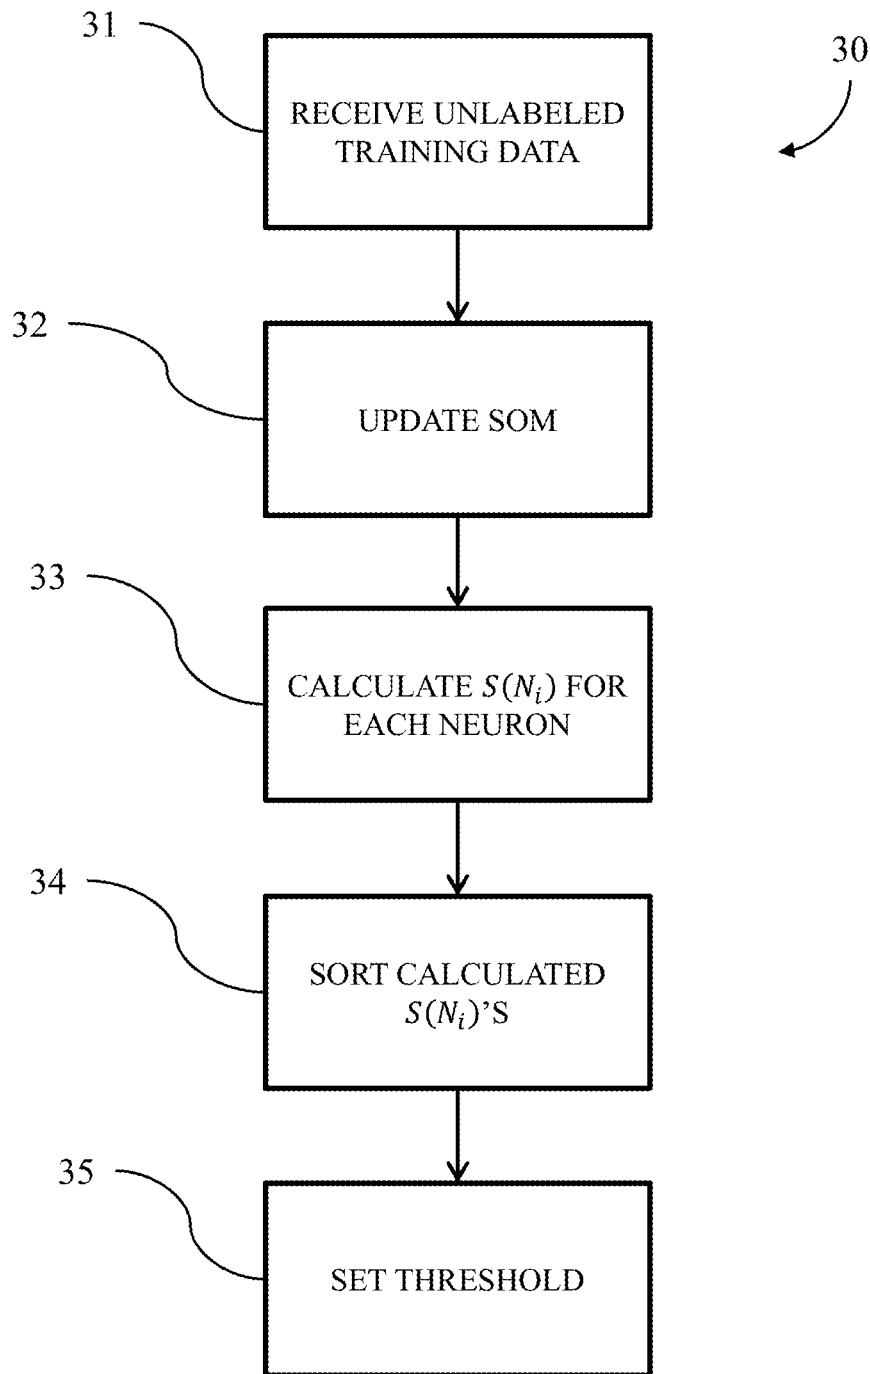 31
30
RECEIVE UNLABELED
TRAINING DATA
32
UPDATE SOM
33
CALCULATE S(Nᵢ) FOR
EACH NEURON
34
SORT CALCULATED
S(Nᵢ)’S
35
SET THRESHOLD